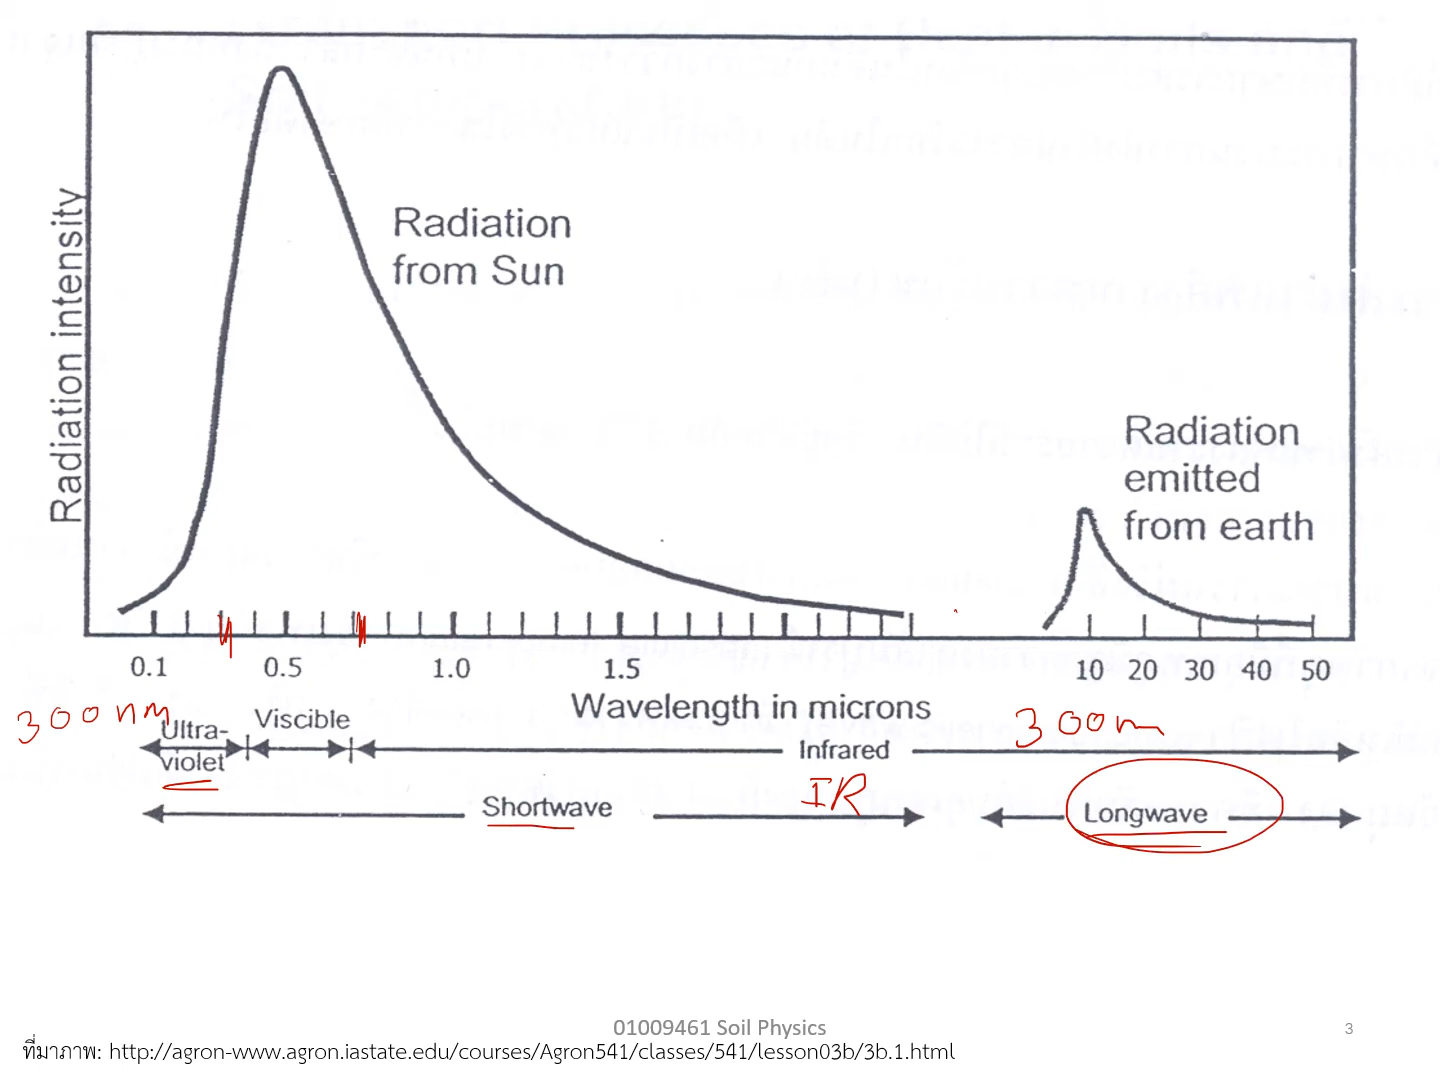 Radiation intensity
Radiation
from Sun
Radiation
emitted
from earth
0.1 0.5 1.0 1.5 10 20 30 40 50
Wavelength in microns
300 nm
300m
Ultra-
violet
Viscible
Infrared
IR
Shortwave
Longwave
01009461 Soil Physics
3
ที่มาภาพ: http://agron-www.agron.iastate.edu/courses/Agron541/classes/541/lesson03b/3b.1.html